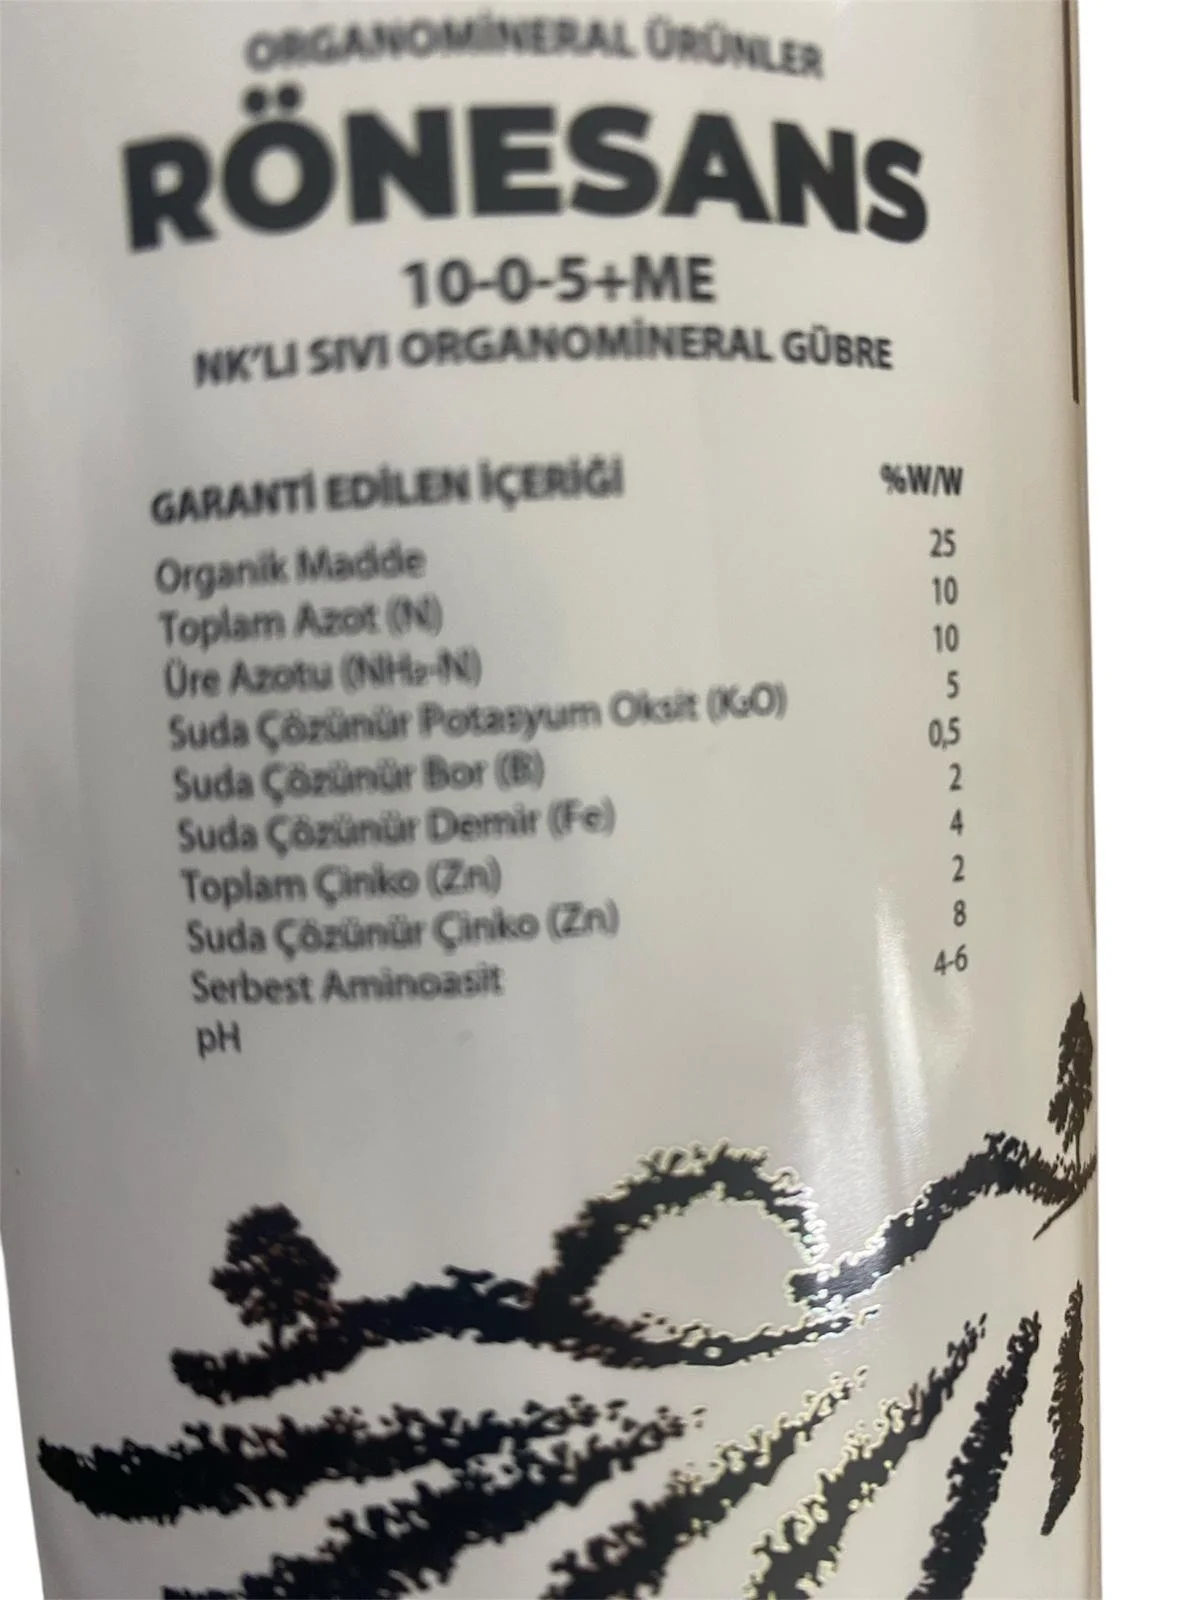 ORGANOMİNERAL ÜRÜNLER
RÖNESANS
10-0-5+ME
NK'LI SIVI ORGANOMİNERAL GÜBRE
GARANTİ EDİLEN İÇERİĞİ %W/W
Organik Madde 25
Toplam Azot (N) 10
Üre Azotu (NH₂-N) 10
Suda Çözünür Potasyum Oksit (K₂O) 5
Suda Çözünür Bor (B) 0,5
Suda Çözünür Demir (Fe) 2
Toplam Çinko (Zn) 4
Suda Çözünür Çinko (Zn) 2
Serbest Aminoasit 8
pH 4-6